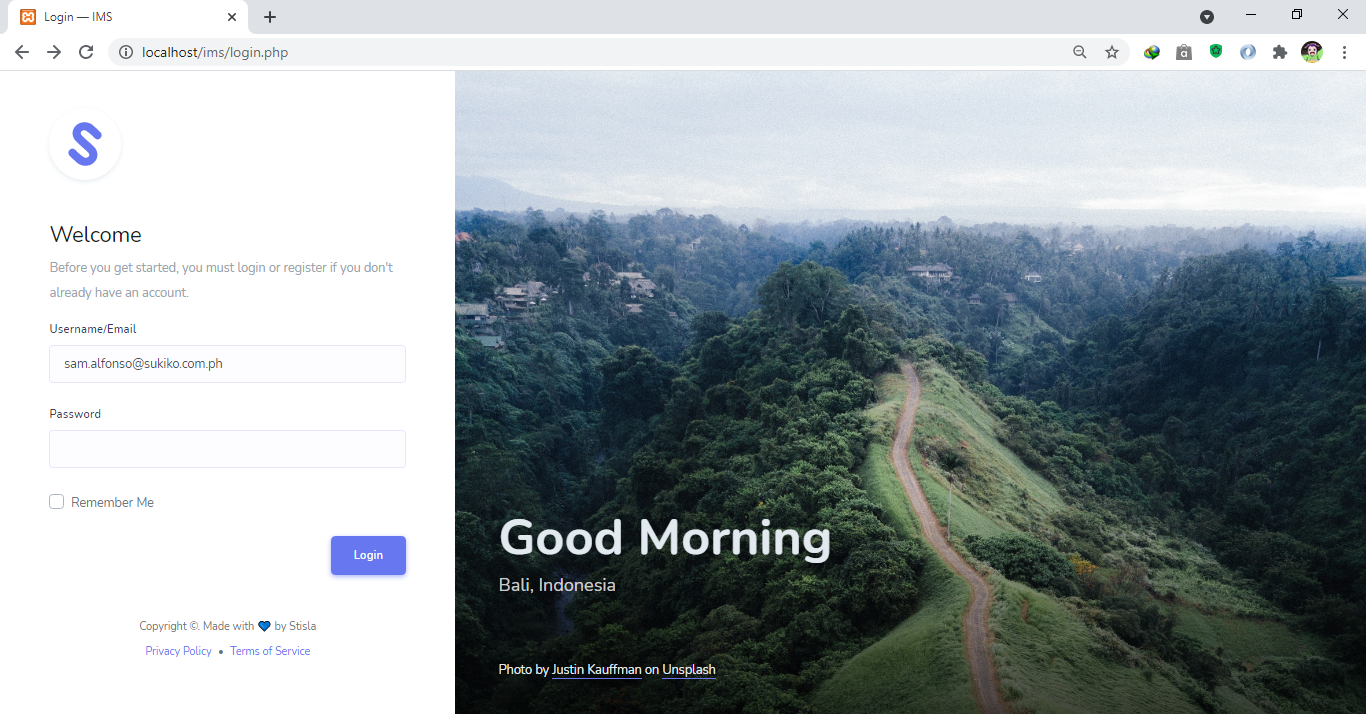 Login — IMS
localhost/ims/login.php
Welcome
Before you get started, you must login or register if you don't
already have an account.
Username/Email
sam.alfonso@sukiko.com.ph
Password
Remember Me
Login
Copyright ©. Made with 💙 by Stisla
Privacy Policy • Terms of Service
Good Morning
Bali, Indonesia
Photo by Justin Kauffman on Unsplash